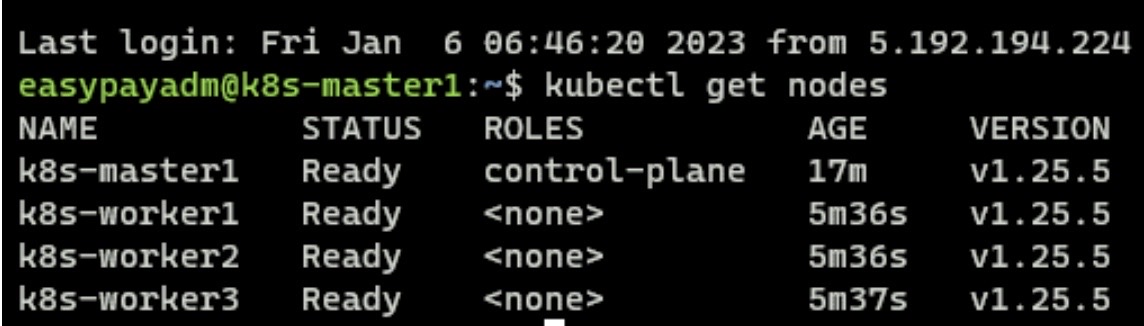 Last login: Fri Jan  6 06:46:20 2023 from 5.192.194.224
easypayadm@k8s-master1:~$ kubectl get nodes
NAME          STATUS   ROLES           AGE     VERSION
k8s-master1   Ready    control-plane   17m     v1.25.5
k8s-worker1   Ready    <none>          5m36s   v1.25.5
k8s-worker2   Ready    <none>          5m36s   v1.25.5
k8s-worker3   Ready    <none>          5m37s   v1.25.5